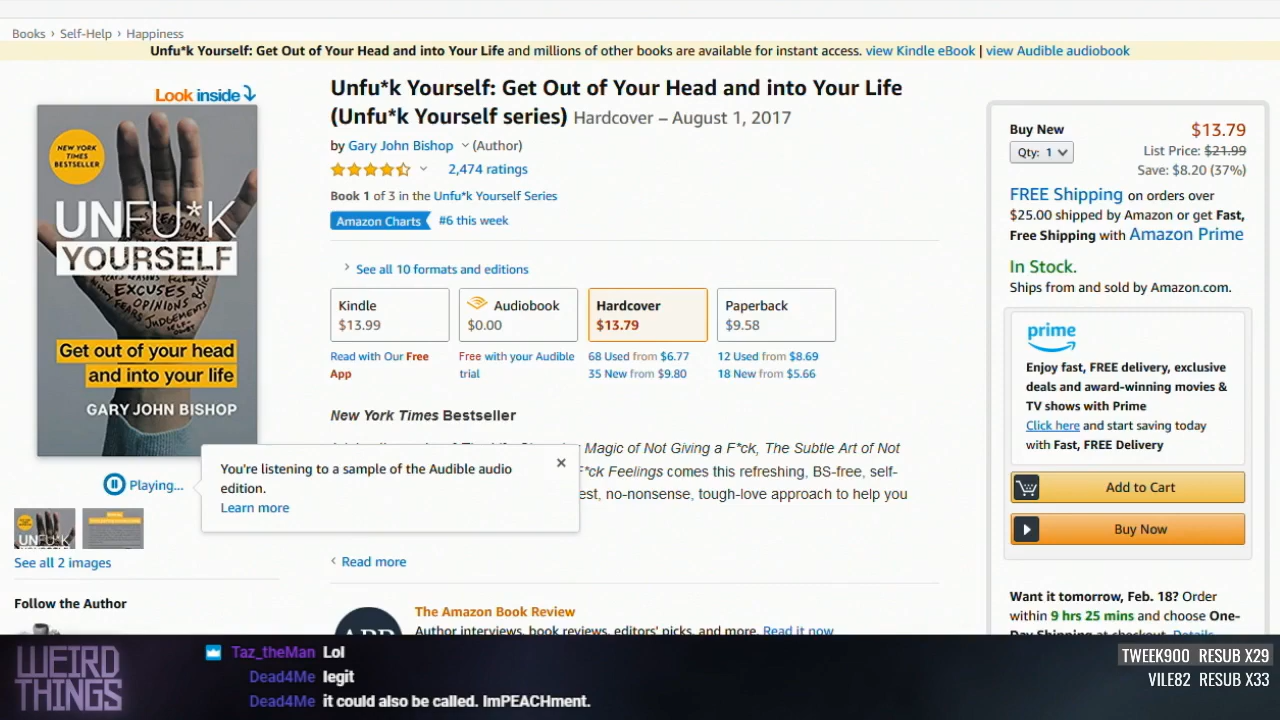 Books › Self-Help › Happiness
Unfu*k Yourself: Get Out of Your Head and into Your Life and millions of other books are available for instant access. view Kindle eBook | view Audible audiobook
Look inside
NEW YORK TIMES BESTSELLER
UNFU*K
YOURSELF
EXCUSES
OPINIONS
Get out of your head
and into your life
GARY JOHN BISHOP
Playing...
You're listening to a sample of the Audible audio
edition.
Learn more
See all 2 images
Follow the Author
Unfu*k Yourself: Get Out of Your Head and into Your Life
(Unfu*k Yourself series) Hardcover – August 1, 2017
by Gary John Bishop (Author)
2,474 ratings
Book 1 of 3 in the Unfu*k Yourself Series
Amazon Charts #6 this week
See all 10 formats and editions
Kindle
$13.99
Read with Our Free
App
Audiobook
$0.00
Free with your Audible
trial
Hardcover
$13.79
68 Used from $6.77
35 New from $9.80
Paperback
$9.58
12 Used from $8.69
18 New from $5.66
New York Times Bestseller
Magic of Not Giving a F*ck, The Subtle Art of Not
F*ck Feelings comes this refreshing, BS-free, self-
est, no-nonsense, tough-love approach to help you
Read more
The Amazon Book Review
Author interviews, book reviews, editors' picks, and more. Read it now
Buy New $13.79
Qty: 1 List Price: $21.99
Save: $8.20 (37%)
FREE Shipping on orders over
$25.00 shipped by Amazon or get Fast,
Free Shipping with Amazon Prime
In Stock.
Ships from and sold by Amazon.com.
prime
Enjoy fast, FREE delivery, exclusive
deals and award-winning movies &
TV shows with Prime
Click here and start saving today
with Fast, FREE Delivery
Add to Cart
Buy Now
Want it tomorrow, Feb. 18? Order
within 9 hrs 25 mins and choose One-
Day Shipping at checkout. Details
WEIRD
THINGS
Taz_theMan Lol
Dead4Me legit
Dead4Me it could also be called. ImPEACHment.
TWEEK900 RESUB X29
VILE82 RESUB X33